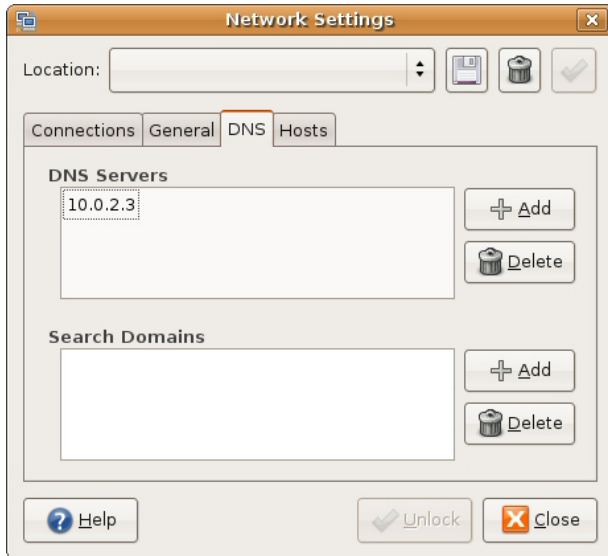 Network Settings
Location:
Connections General DNS Hosts
DNS Servers
10.0.2.3
Add
Delete
Search Domains
Add
Delete
Help Unlock Close